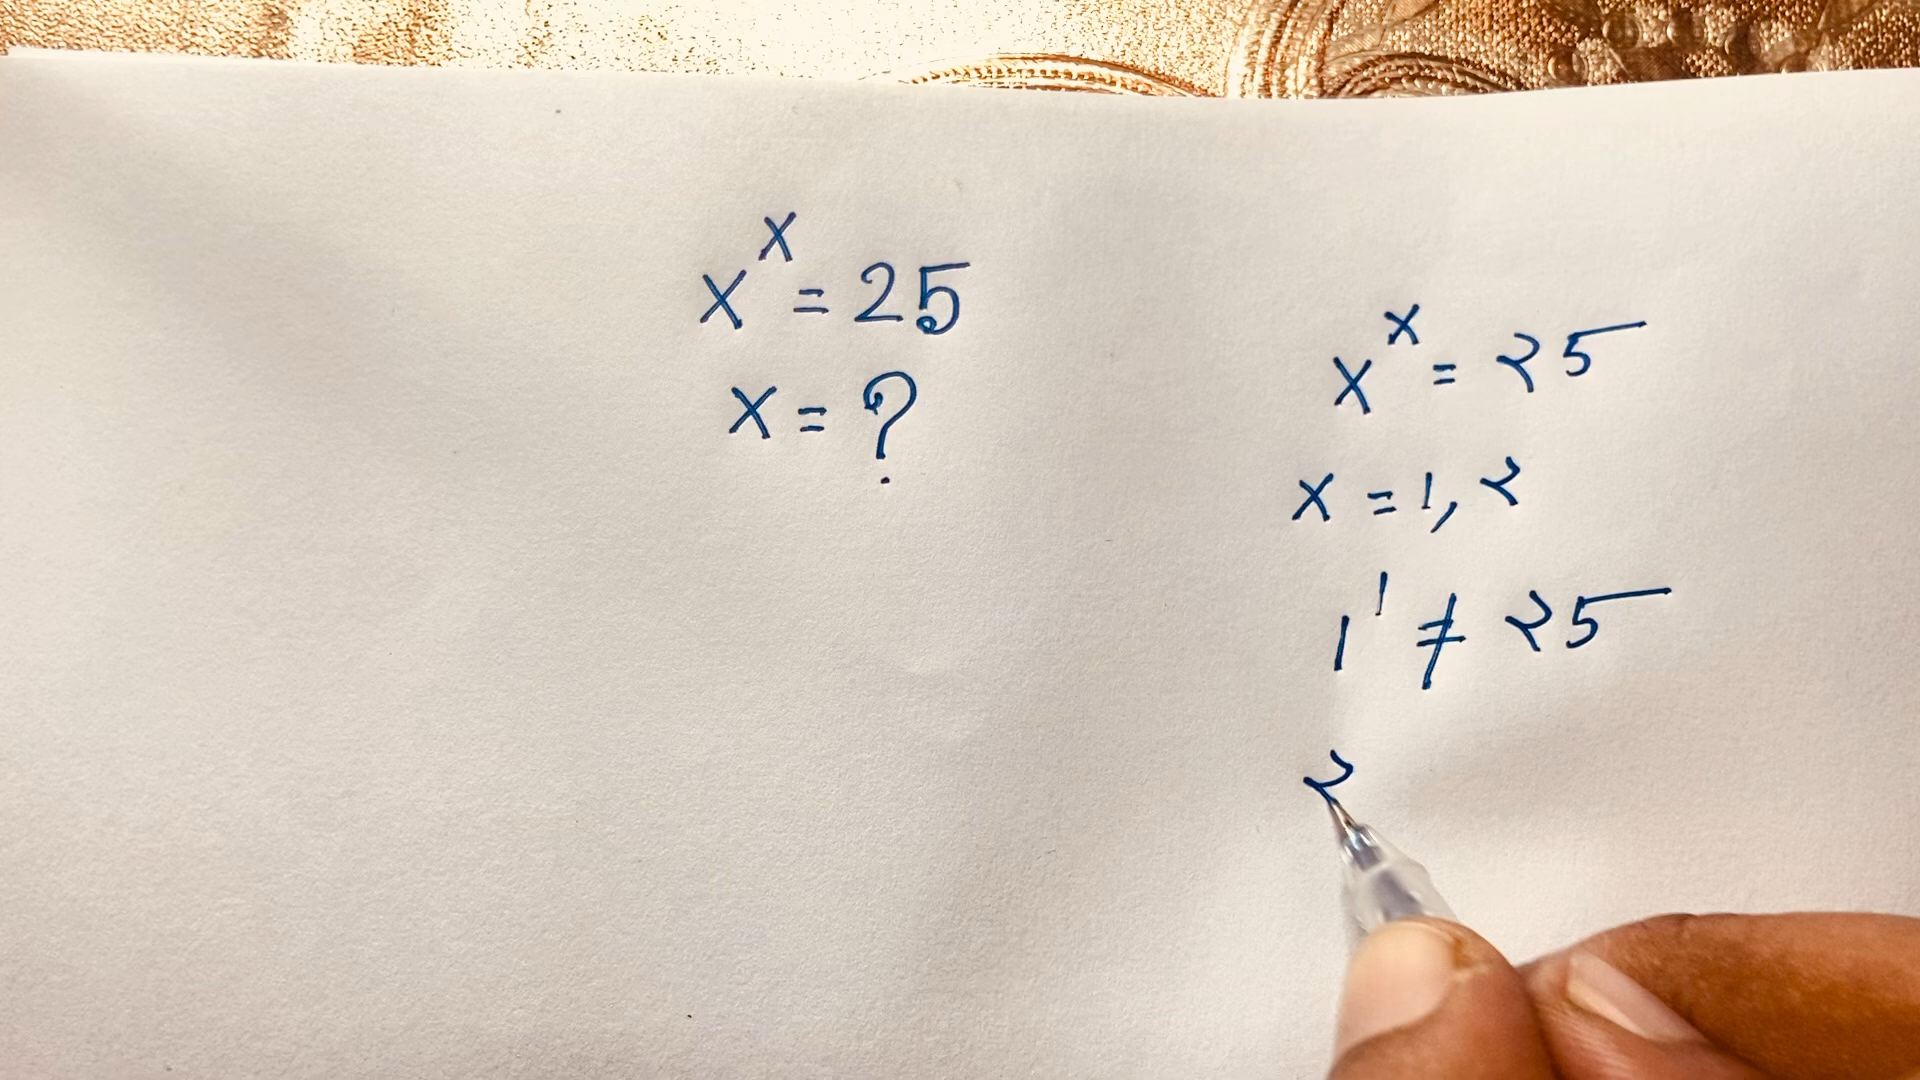 x^x = 25
x = ?
x^x = 25
x = 1, 2
1^1 ≠ 25
2